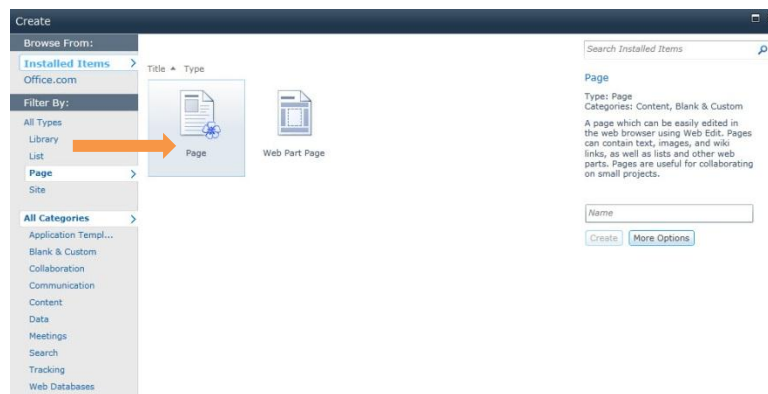 Create
Browse From:
Installed Items
Office.com
Filter By:
All Types
Library
List
Page
Site
All Categories
Application Templ...
Blank & Custom
Collaboration
Communication
Content
Data
Meetings
Search
Tracking
Web Databases
Title Type
Page
Web Part Page
Search Installed Items
Page
Type: Page
Categories: Content, Blank & Custom
A page which can be easily edited in
the web browser using Web Edit. Pages
can contain text, images, and wiki
links, as well as lists and other web
parts. Pages are useful for collaborating
on small projects.
Name
Create More Options